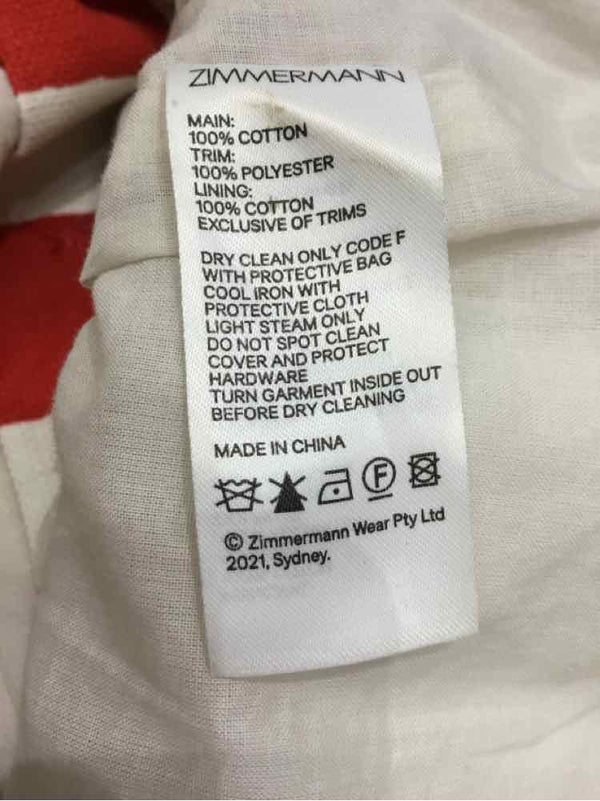 ZIMMERMANN
MAIN:
100% COTTON
TRIM:
100% POLYESTER
LINING:
100% COTTON
EXCLUSIVE OF TRIMS
DRY CLEAN ONLY CODE F
WITH PROTECTIVE BAG
COOL IRON WITH
PROTECTIVE CLOTH
LIGHT STEAM ONLY
DO NOT SPOT CLEAN
COVER AND PROTECT
HARDWARE
TURN GARMENT INSIDE OUT
BEFORE DRY CLEANING
MADE IN CHINA
F
© Zimmermann Wear Pty Ltd
2021, Sydney.